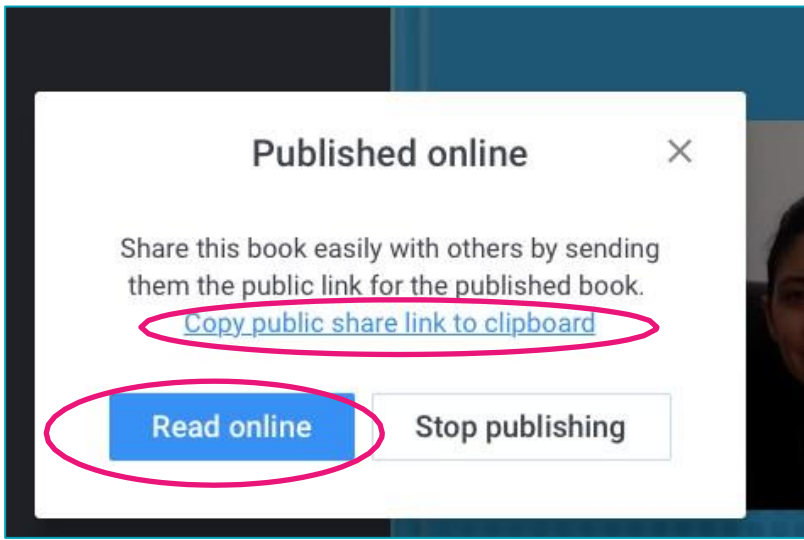 Published online
Share this book easily with others by sending
them the public link for the published book.
Copy public share link to clipboard
Read online
Stop publishing